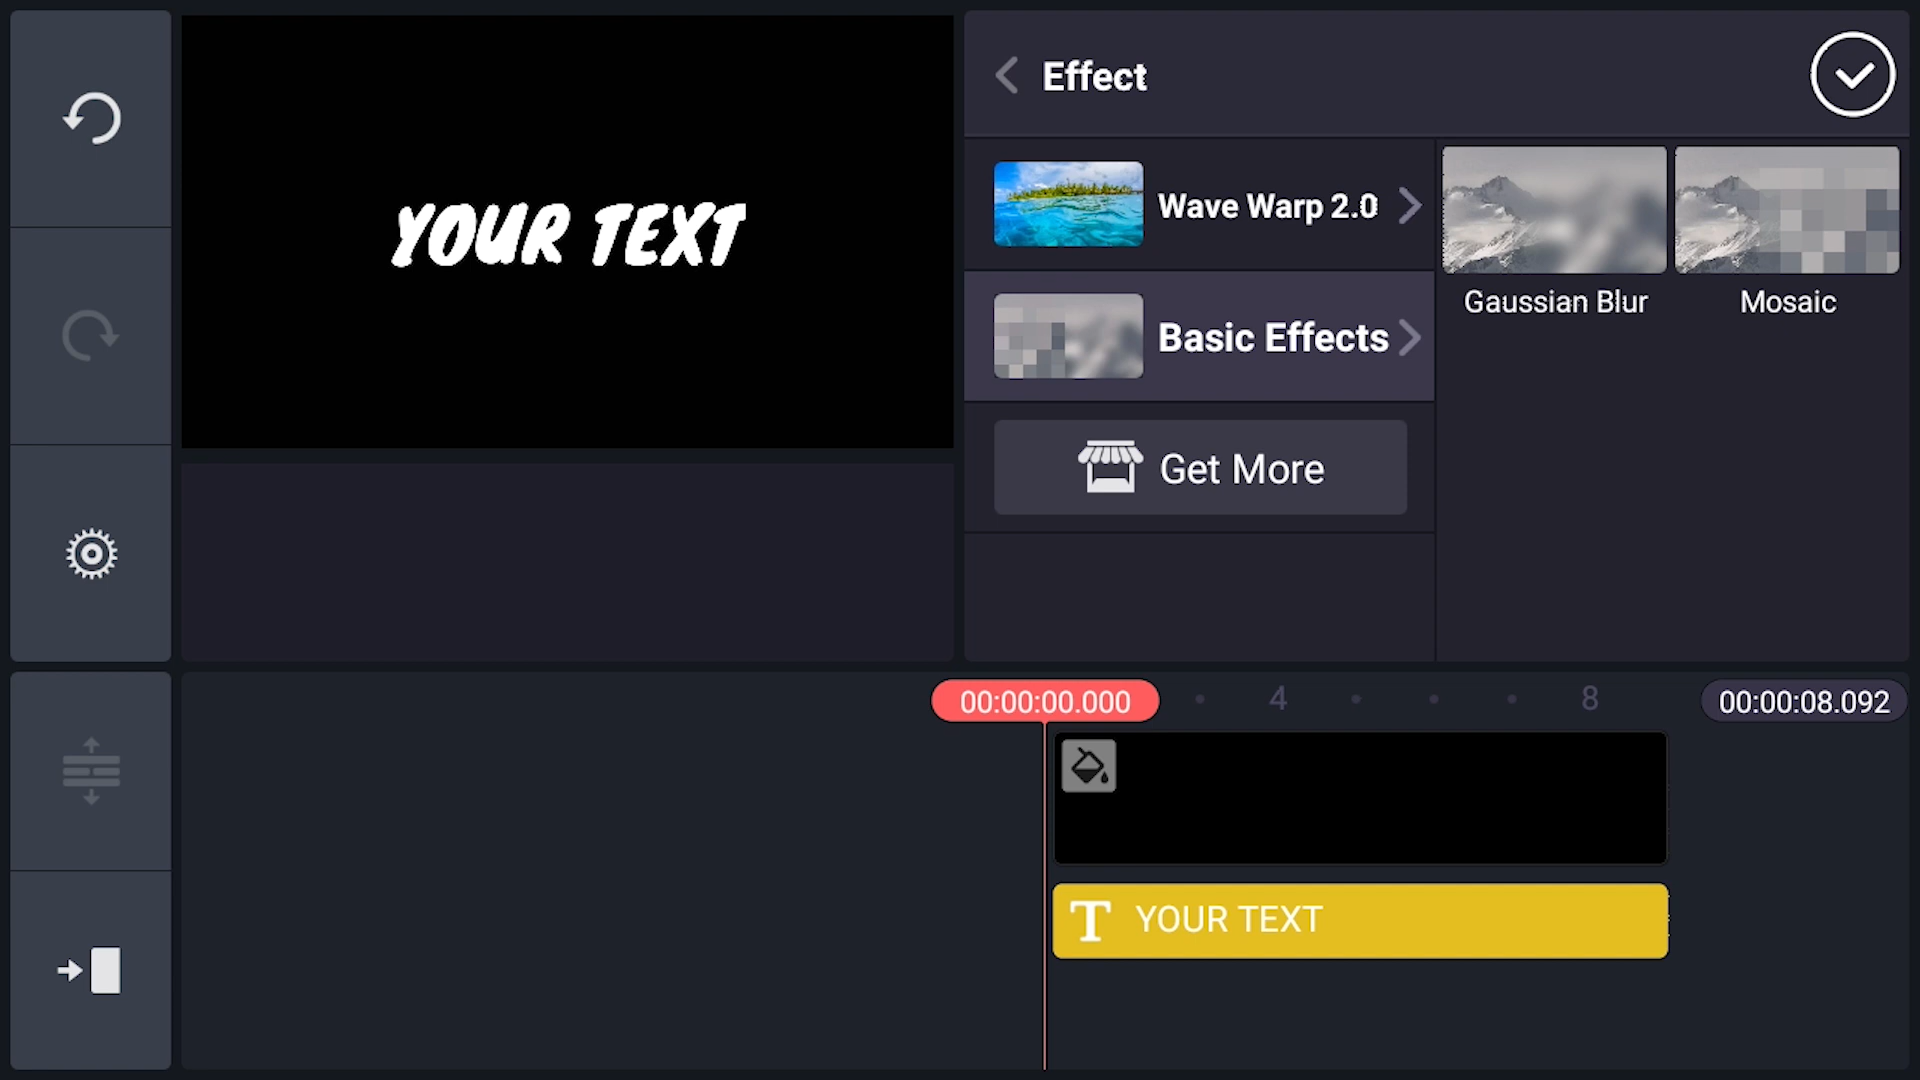 YOUR TEXT
Effect
Wave Warp 2.0
Basic Effects
Get More
Gaussian Blur
Mosaic
00:00:00.000
4
8
00:00:08.092
T YOUR TEXT